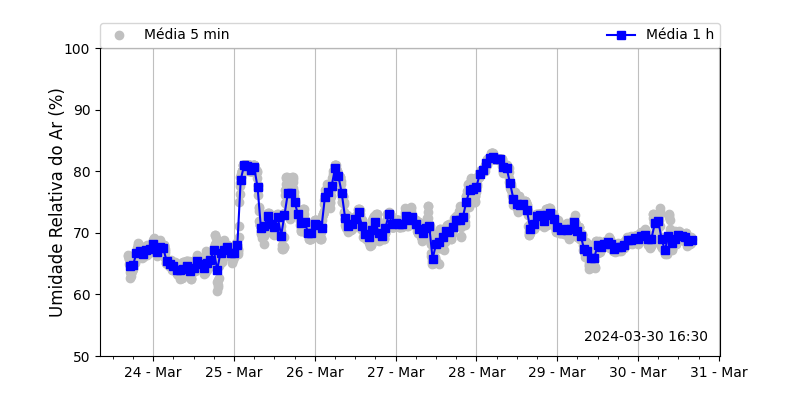 Média 5 min
Média 1 h
Umidade Relativa do Ar (%)
100
90
80
70
60
50
2024-03-30 16:30
24 - Mar
25 - Mar
26 - Mar
27 - Mar
28 - Mar
29 - Mar
30 - Mar
31 - Mar